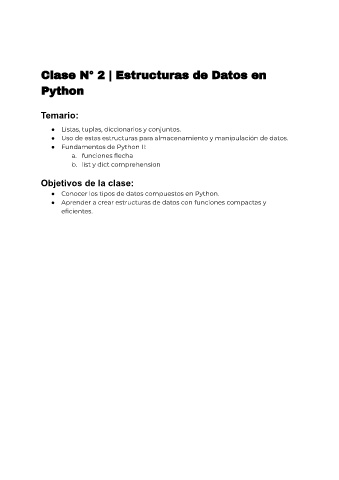 Clase N° 2 | Estructuras de Datos en
Python
Temario:
● Listas, tuplas, diccionarios y conjuntos.
● Uso de estas estructuras para almacenamiento y manipulación de datos.
● Fundamentos de Python II:
a. funciones flecha
b. list y dict comprehension
Objetivos de la clase:
● Conocer los tipos de datos compuestos en Python.
● Aprender a crear estructuras de datos con funciones compactas y
eficientes.